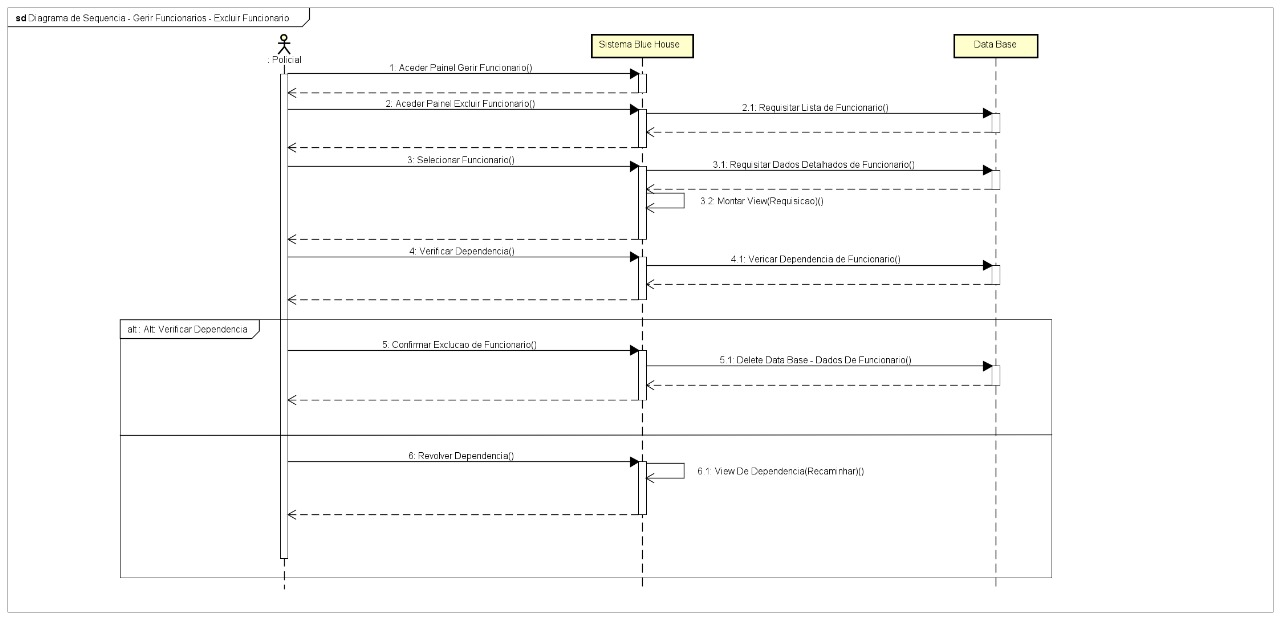 sd Diagrama de Sequencia - Gerir Funcionarios - Excluir Funcionario
: Policial
Sistema Blue House
Data Base
1: Aceder Painel Gerir Funcionario()
2: Aceder Painel Excluir Funcionario()
2.1: Requisitar Lista de Funcionario()
3: Selecionar Funcionario()
3.1: Requisitar Dados Detalhados de Funcionario()
3.2: Montar View(Requisicao)()
4: Verificar Dependencia()
4.1: Vericar Dependencia de Funcionario()
alt : Alt: Verificar Dependencia
5: Confirmar Exclucao de Funcionario()
5.1: Delete Data Base - Dados De Funcionario()
6: Revolver Dependencia()
6.1: View De Dependencia(Recaminhar)()